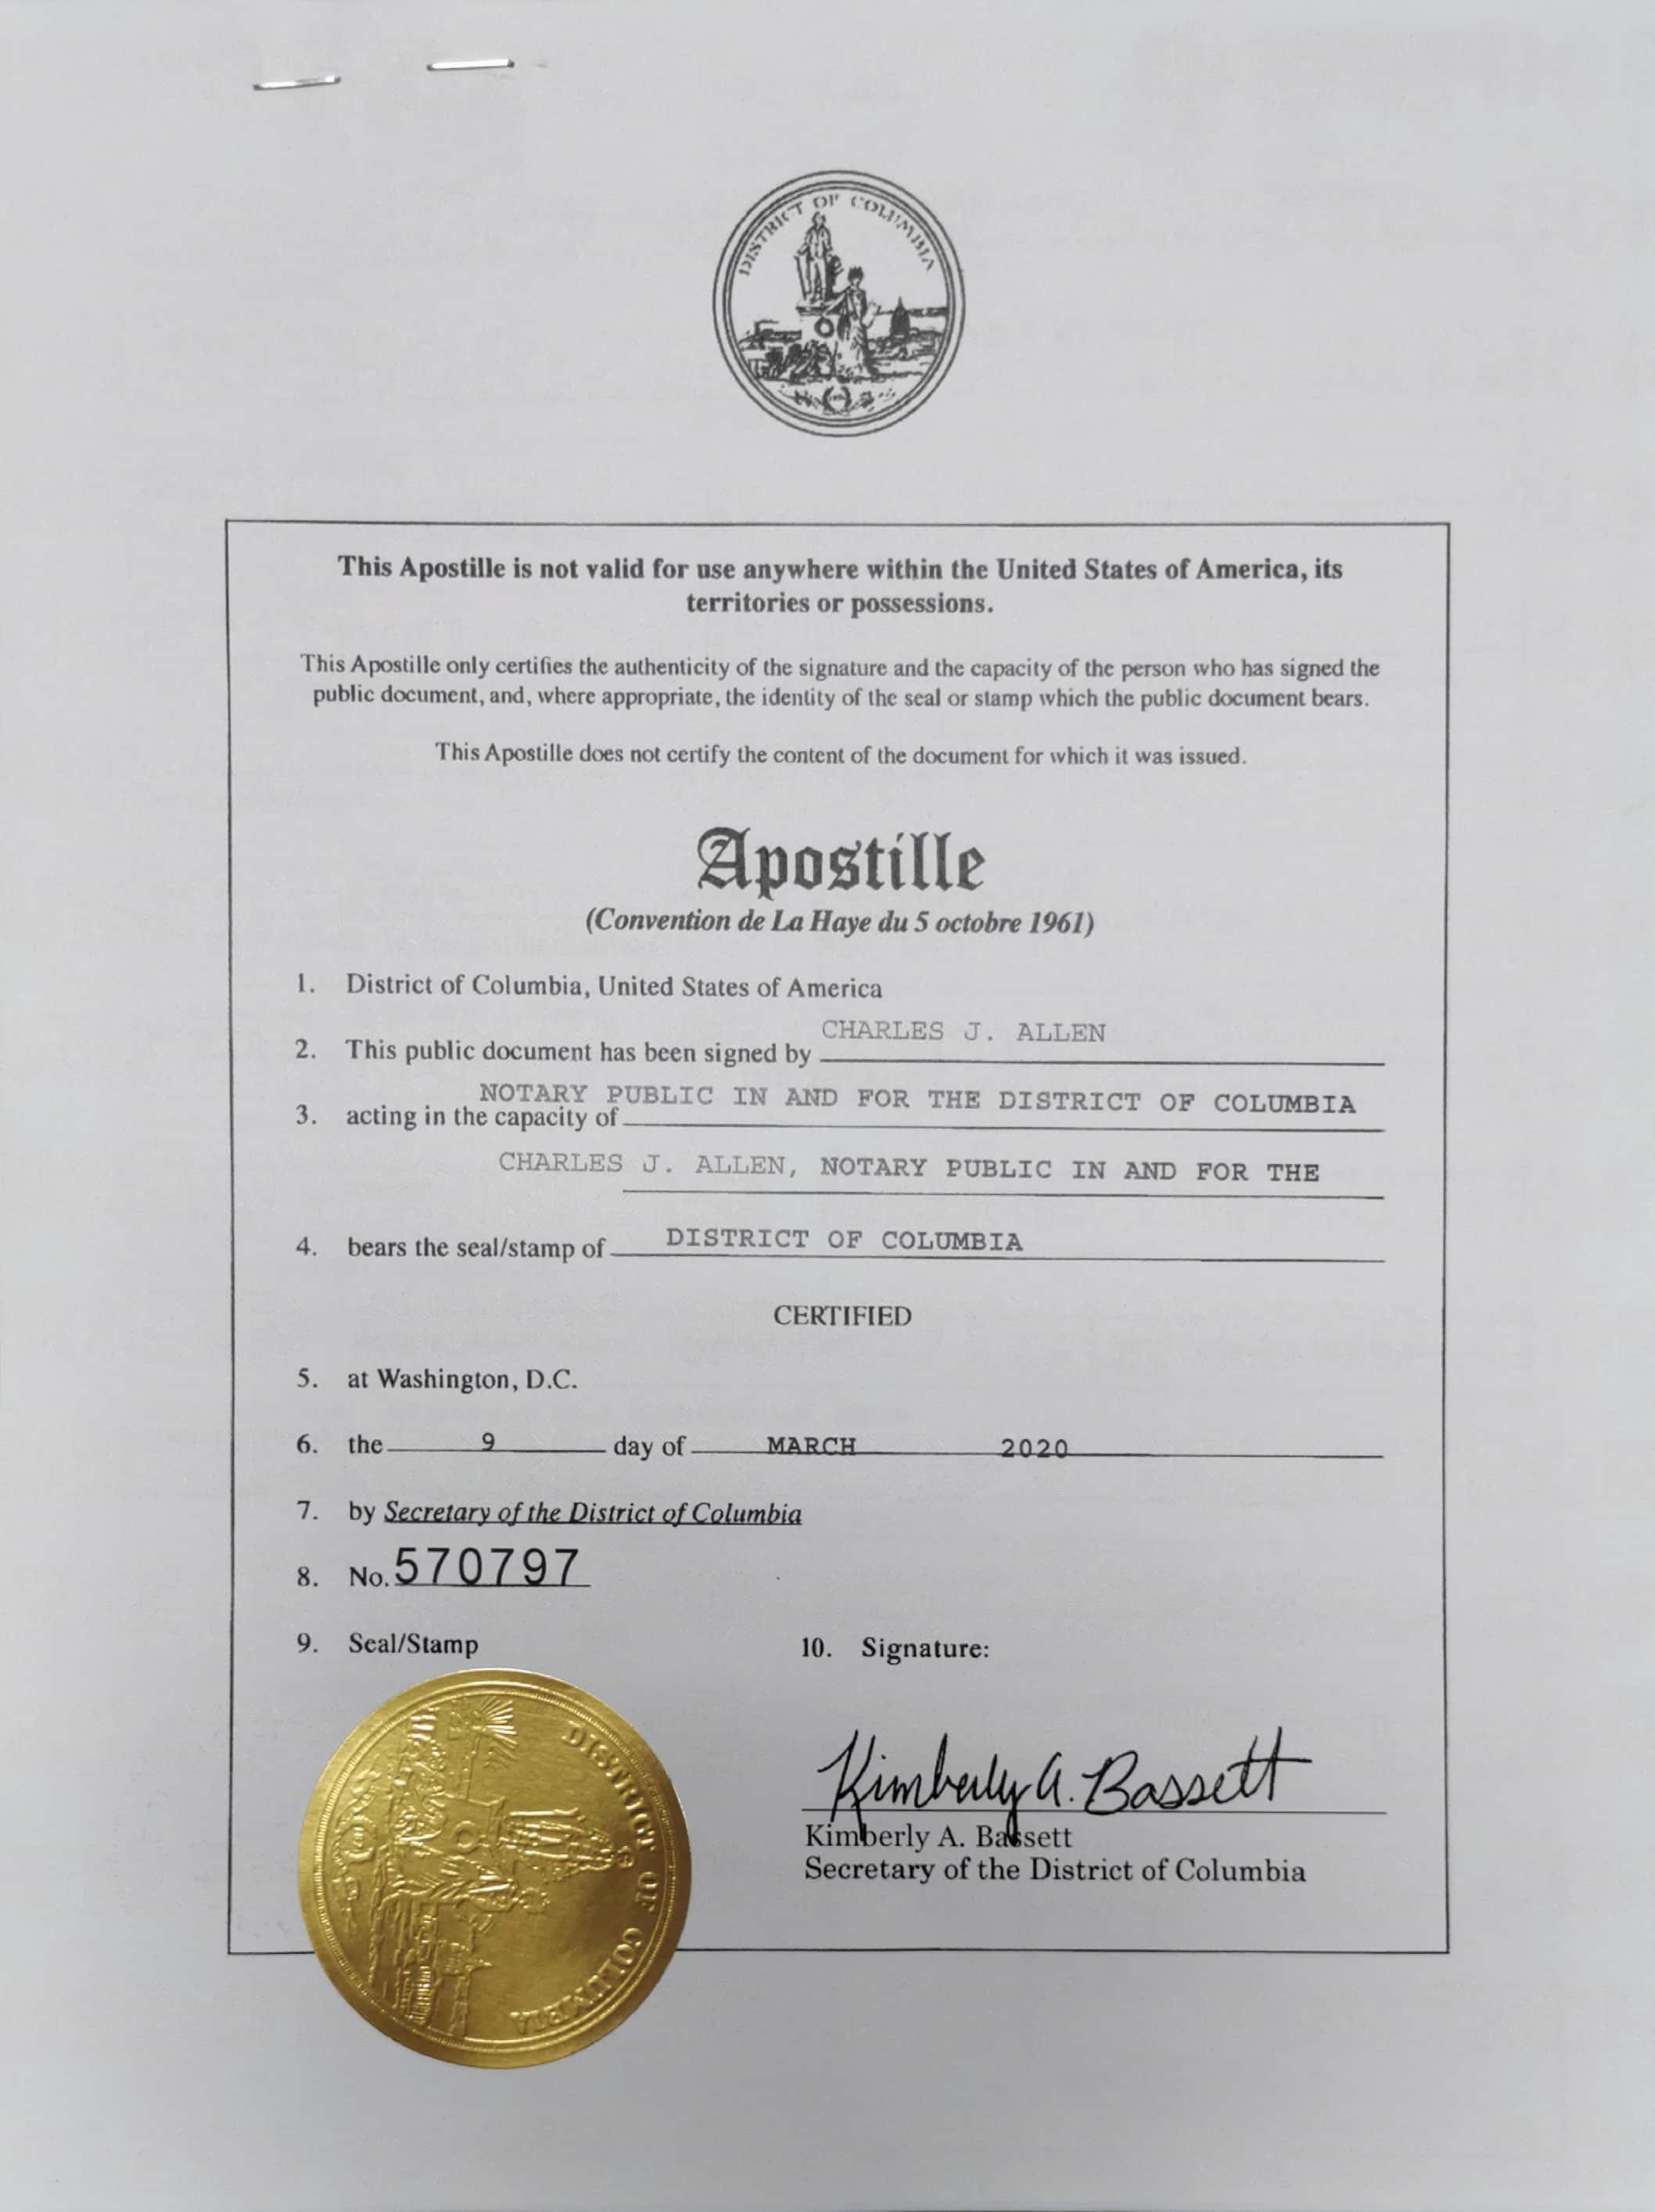 DISTRICT OF COLUMBIA
This Apostille is not valid for use anywhere within the United States of America, its
territories or possessions.
This Apostille only certifies the authenticity of the signature and the capacity of the person who has signed the
public document, and, where appropriate, the identity of the seal or stamp which the public document bears.
This Apostille does not certify the content of the document for which it was issued.
Apostille
(Convention de La Haye du 5 octobre 1961)
1. District of Columbia, United States of America
2. This public document has been signed by CHARLES J. ALLEN
3. acting in the capacity of NOTARY PUBLIC IN AND FOR THE DISTRICT OF COLUMBIA
CHARLES J. ALLEN, NOTARY PUBLIC IN AND FOR THE
4. bears the seal/stamp of DISTRICT OF COLUMBIA
CERTIFIED
5. at Washington, D.C.
6. the 9 day of MARCH 2020
7. by Secretary of the District of Columbia
8. No. 570797
9. Seal/Stamp 10. Signature:
DISTRICT OF COLUMBIA
Kimberly A. Bassett
Kimberly A. Bassett
Secretary of the District of Columbia